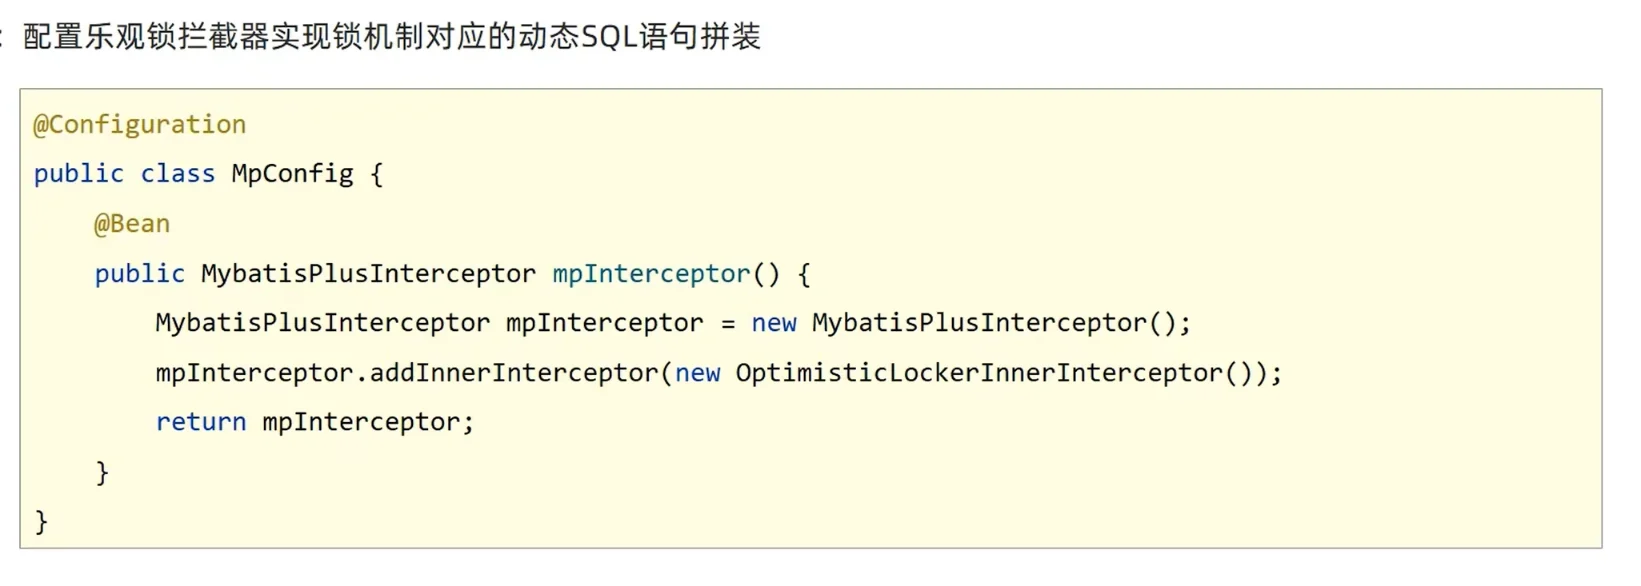 ：配置乐观锁拦截器实现锁机制对应的动态SQL语句拼装
@Configuration
public class MpConfig {
    @Bean
    public MybatisPlusInterceptor mpInterceptor() {
        MybatisPlusInterceptor mpInterceptor = new MybatisPlusInterceptor();
        mpInterceptor.addInnerInterceptor(new OptimisticLockerInnerInterceptor());
        return mpInterceptor;
    }
}